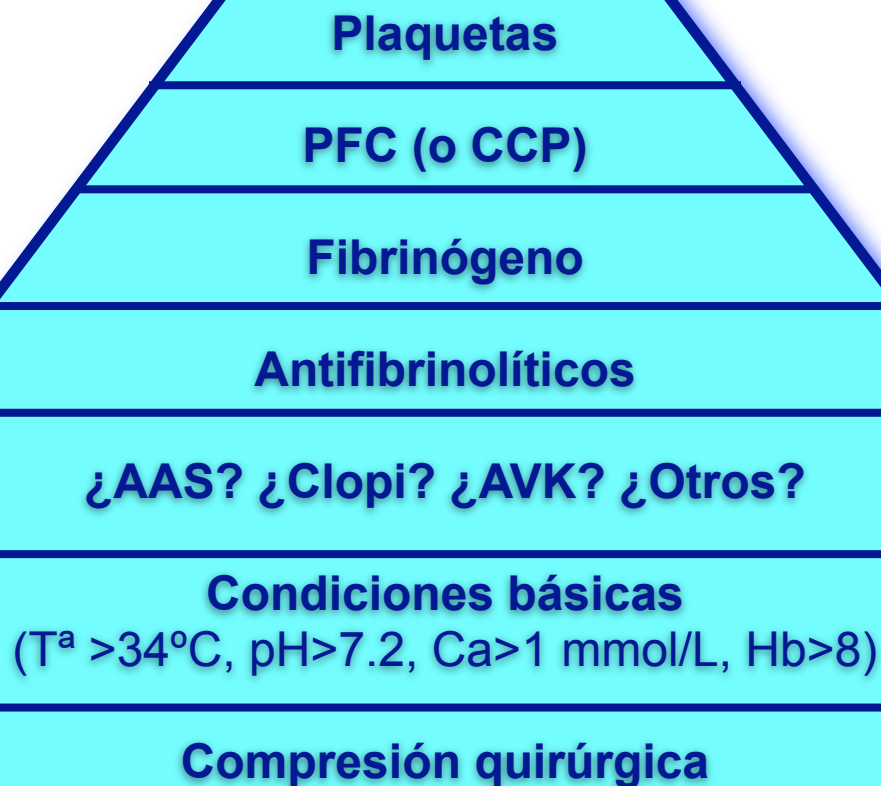 Plaquetas
PFC (o CCP)
Fibrinógeno
Antifibrinolíticos
¿AAS? ¿Clopi? ¿AVK? ¿Otros?
Condiciones básicas
(Tª >34ºC, pH>7.2, Ca>1 mmol/L, Hb>8)
Compresión quirúrgica